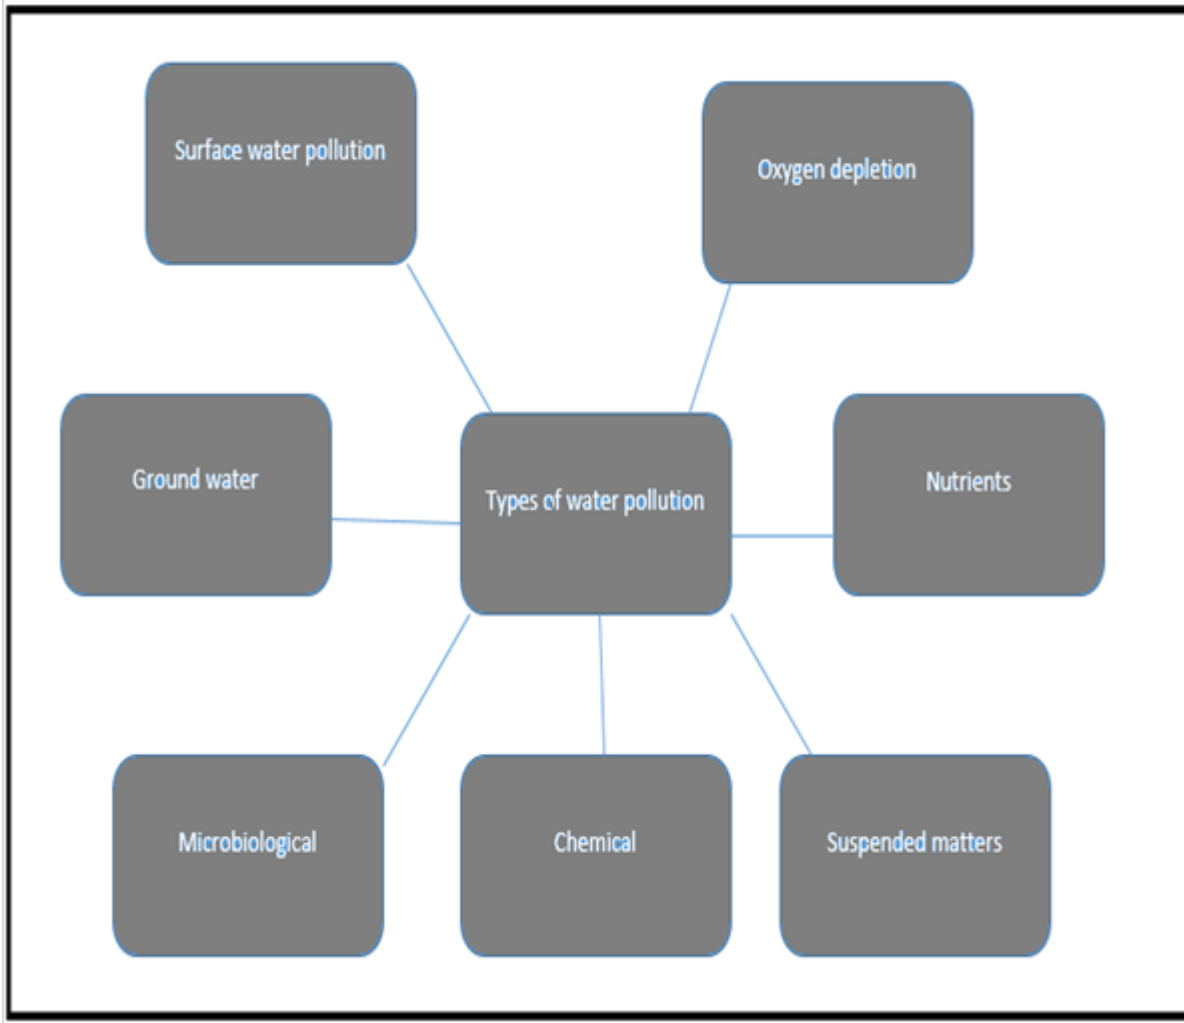 Surface water pollution
Oxygen depletion
Ground water
Types of water pollution
Nutrients
Microbiological
Chemical
Suspended matters